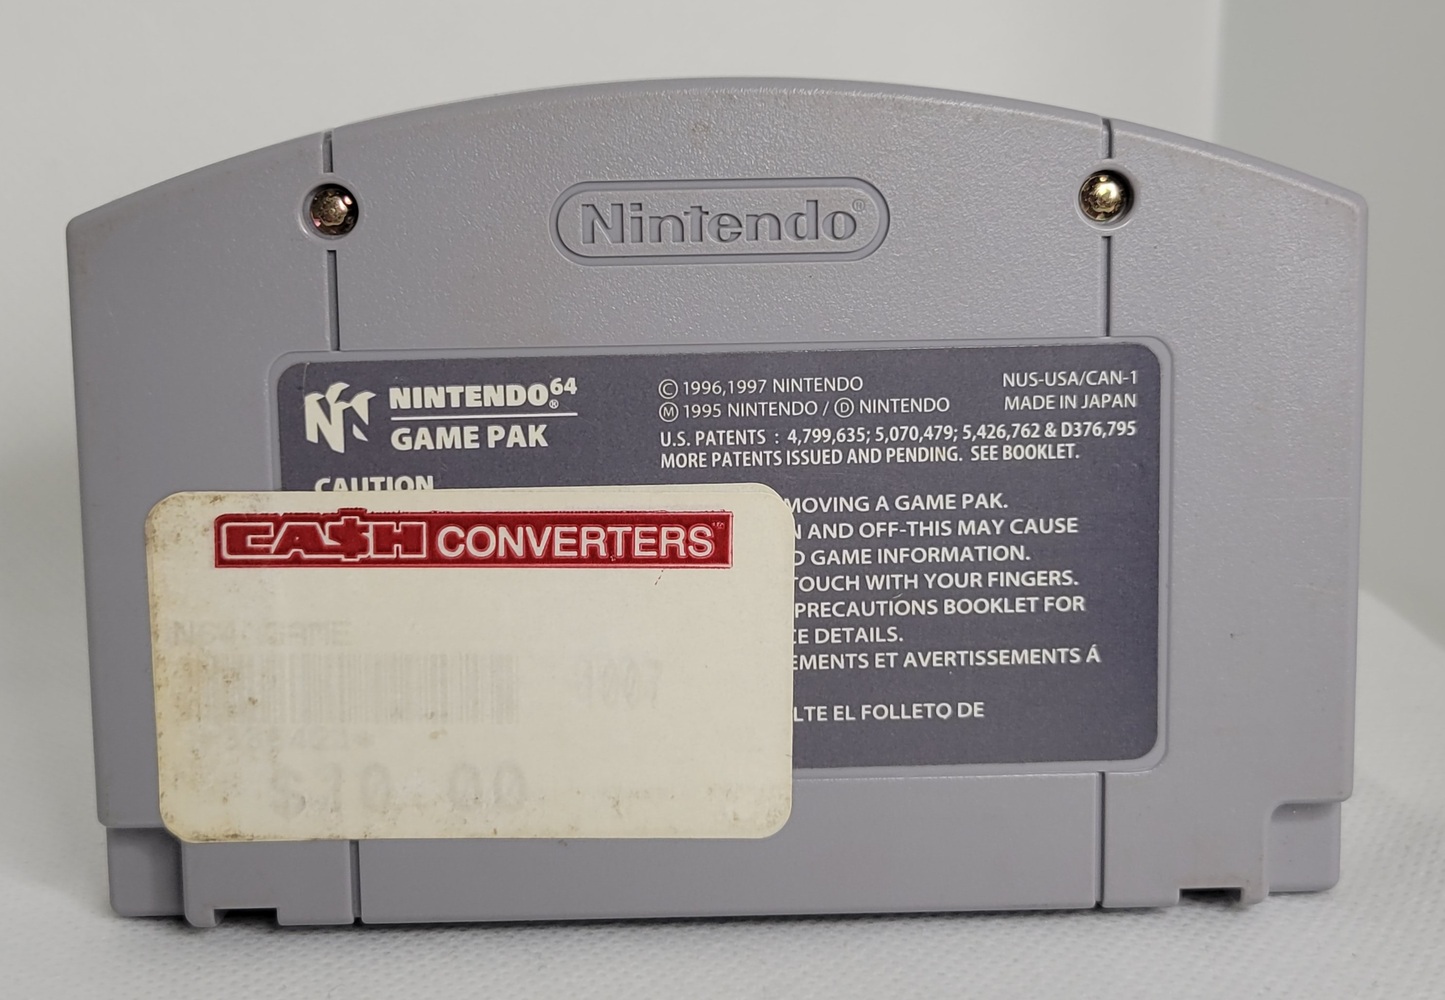 Nintendo®
NINTENDO64®
GAME PAK
© 1996,1997 NINTENDO
Ⓜ 1995 NINTENDO / Ⓓ NINTENDO
NUS-USA/CAN-1
MADE IN JAPAN
U.S. PATENTS : 4,799,635; 5,070,479; 5,426,762 & D376,795
MORE PATENTS ISSUED AND PENDING. SEE BOOKLET.
CAUTION
MOVING A GAME PAK.
N AND OFF-THIS MAY CAUSE
D GAME INFORMATION.
TOUCH WITH YOUR FINGERS.
PRECAUTIONS BOOKLET FOR
CE DETAILS.
EMENTS ET AVERTISSEMENTS Á
LTE EL FOLLETO DE
CA$H CONVERTERS
N64 GAME
$10.00